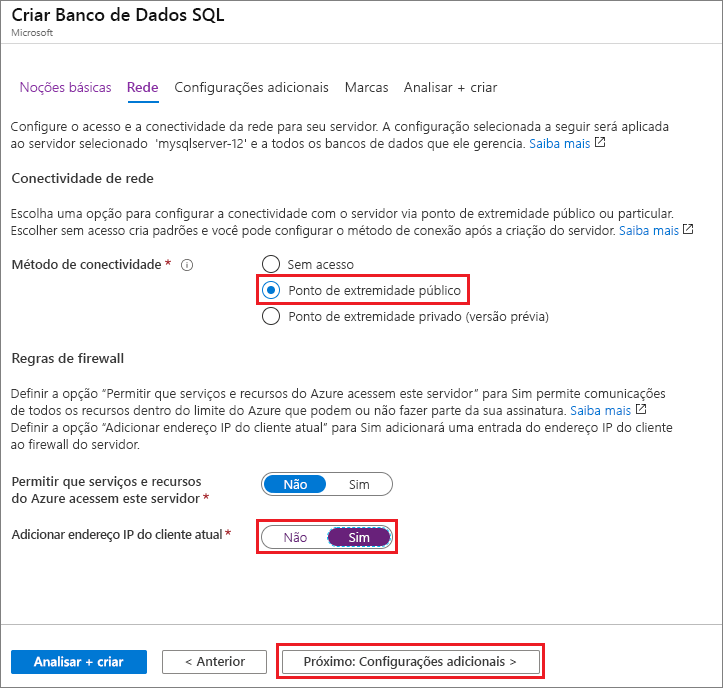 Criar Banco de Dados SQL
Microsoft
Noções básicas Rede Configurações adicionais Marcas Analisar + criar
Configure o acesso e a conectividade da rede para seu servidor. A configuração selecionada a seguir será aplicada
ao servidor selecionado 'mysqlserver-12' e a todos os bancos de dados que ele gerencia. Saiba mais
Conectividade de rede
Escolha uma opção para configurar a conectividade com o servidor via ponto de extremidade público ou particular.
Escolher sem acesso cria padrões e você pode configurar o método de conexão após a criação do servidor. Saiba mais
Método de conectividade *
Sem acesso
Ponto de extremidade público
Ponto de extremidade privado (versão prévia)
Regras de firewall
Definir a opção “Permitir que serviços e recursos do Azure acessem este servidor” para Sim permite comunicações
de todos os recursos dentro do limite do Azure que podem ou não fazer parte da sua assinatura. Saiba mais
Definir a opção “Adicionar endereço IP do cliente atual” para Sim adicionará uma entrada do endereço IP do cliente
ao firewall do servidor.
Permitir que serviços e recursos
do Azure acessem este servidor *
Não Sim
Adicionar endereço IP do cliente atual *
Não Sim
Analisar + criar
< Anterior
Próximo: Configurações adicionais >